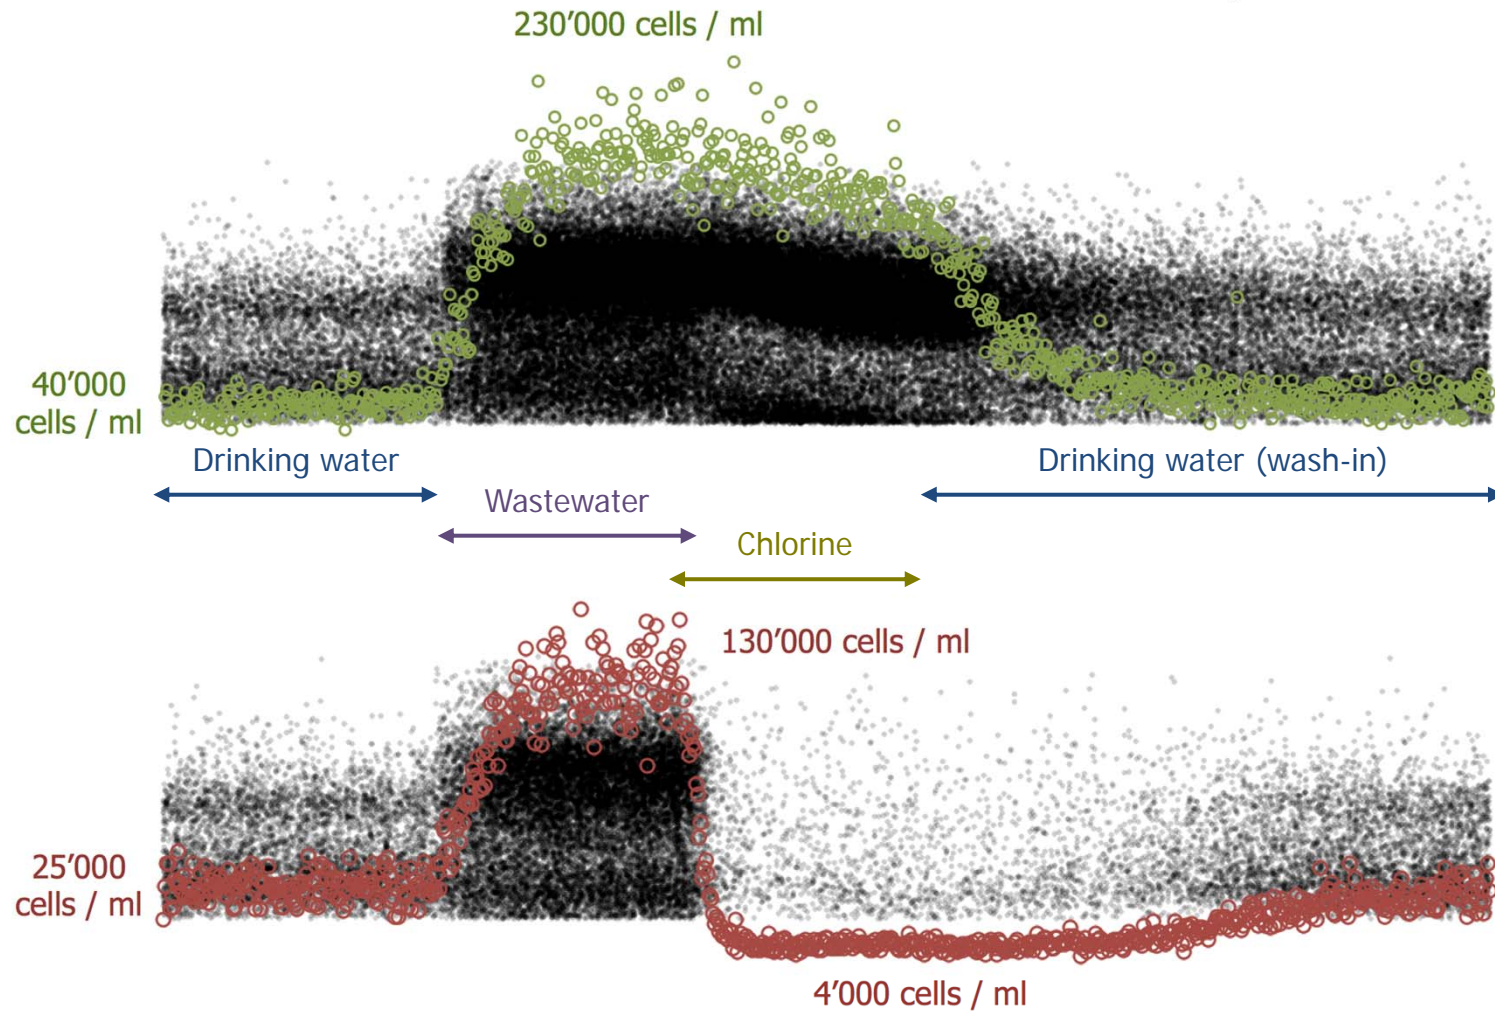 230’000 cells / ml
40’000
cells / ml
Drinking water
Drinking water (wash-in)
Wastewater
Chlorine
130’000 cells / ml
25’000
cells / ml
4’000 cells / ml